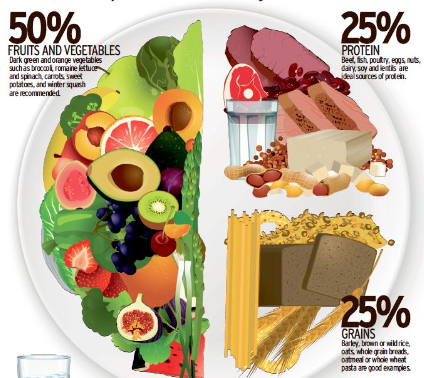 50%
FRUITS AND VEGETABLES
Dark green and orange vegetables
such as broccoli, romaine lettuce
and spinach, carrots, sweet
potatoes, and winter squash
are recommended.
25%
PROTEIN
Beef, fish, poultry, eggs, nuts,
dairy, soy and lentils are
ideal sources of protein.
25%
GRAINS
Barley, brown or wild rice,
oats, whole grain breads,
oatmeal or whole wheat
pasta are good examples.